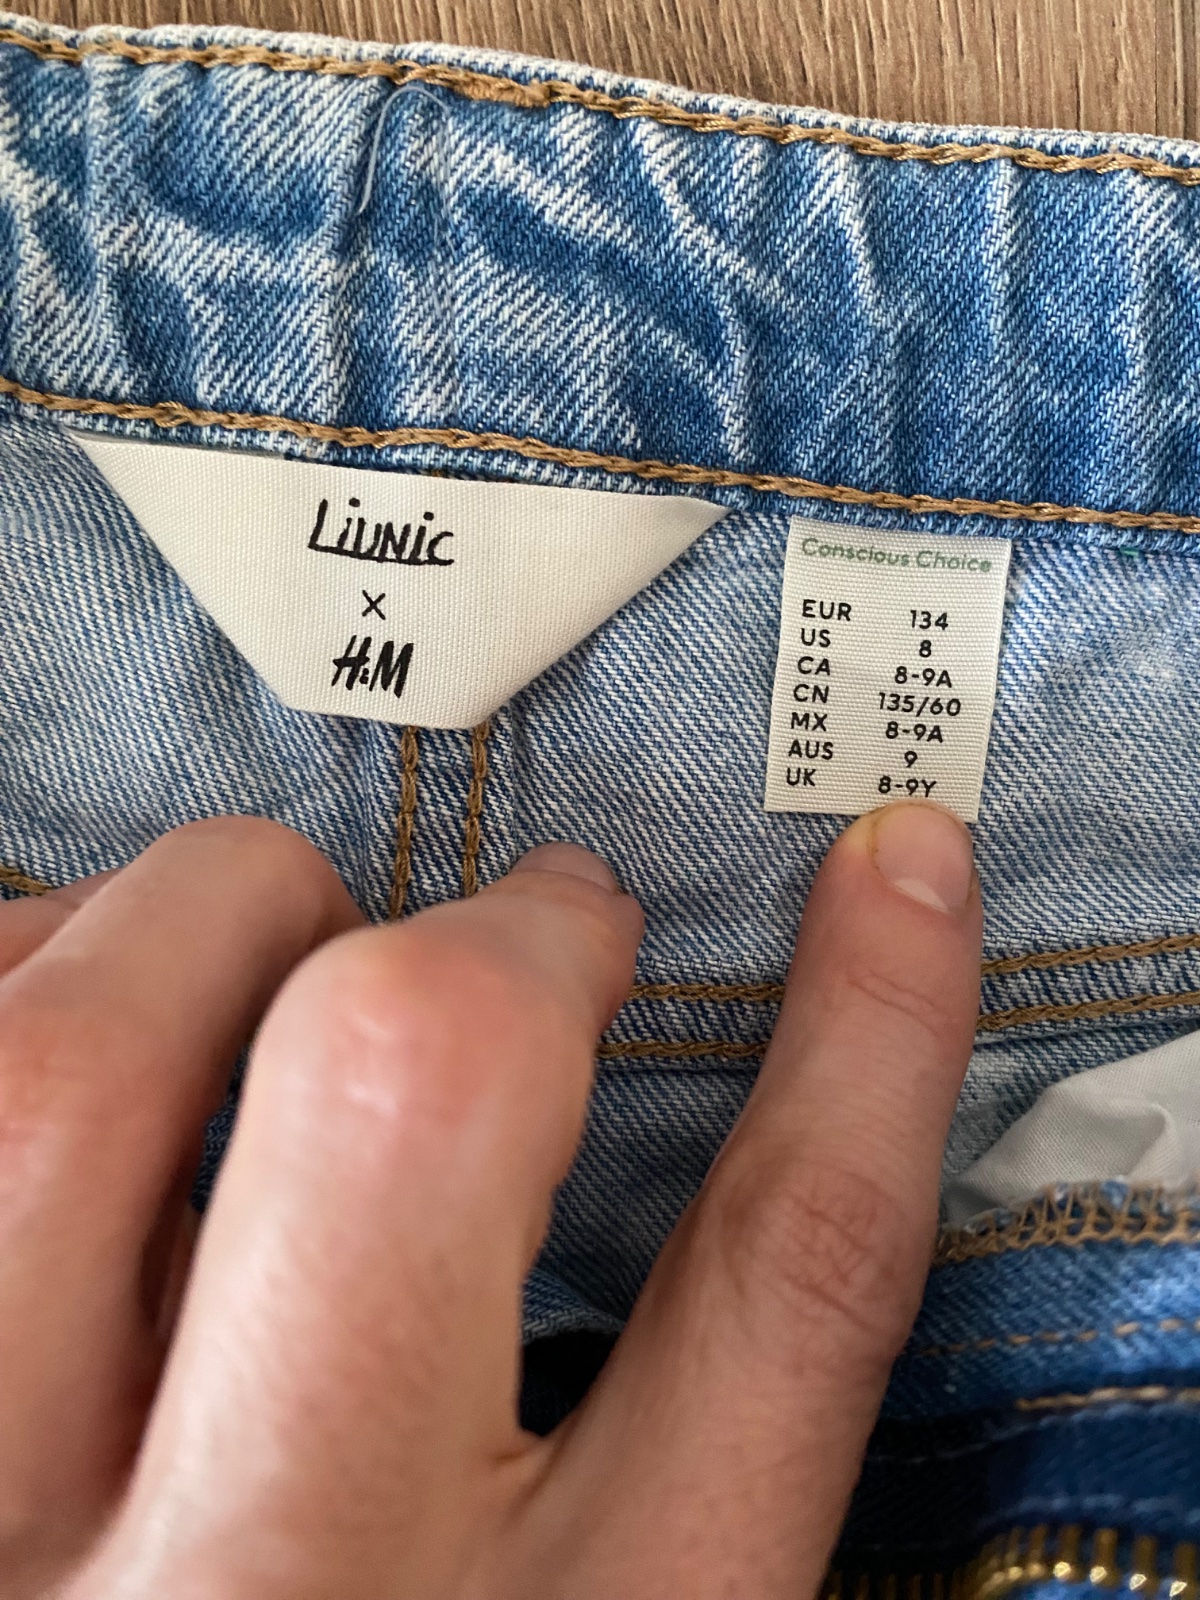 Liunic
x
H&M
Conscious Choice
EUR 134
US 8
CA 8-9A
CN 135/60
MX 8-9A
AUS 9
UK 8-9Y